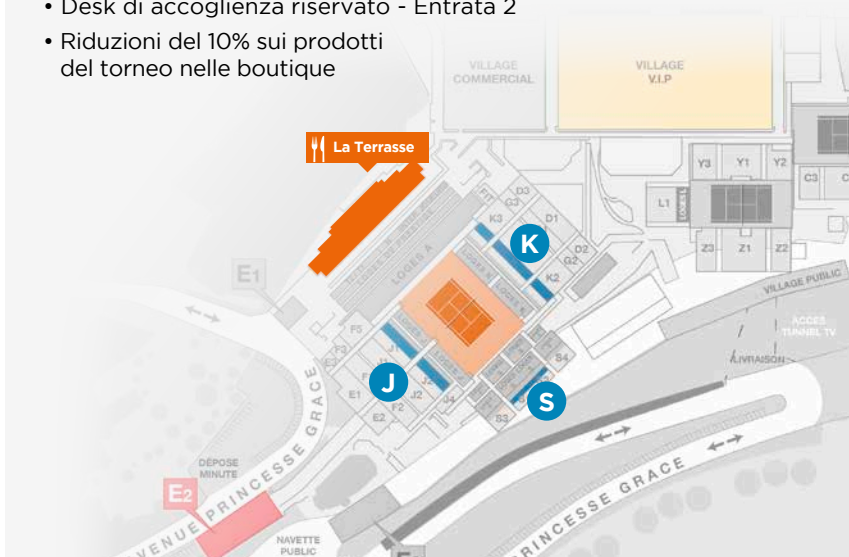 • Desk di accoglienza riservato - Entrata 2
• Riduzioni del 10% sui prodotti
del torneo nelle boutique
VILLAGE
COMMERCIAL
VILLAGE
V.I.P
La Terrasse
Y3
Y1
Y2
C3
L1
Z3
Z1
Z2
FIT
D3
G3
K3
D1
K
D2
G2
K2
LOGES A
E1
VILLAGE PUBLIC
ACCES
TUNNEL TV
LIVRAISON
F5
J1
J1
J
J2
J2
J4
E1
F2
E2
S4
S
S3
DÉPOSE
MINUTE
E2
AVENUE PRINCESSE GRACE
NAVETTE
PUBLIC
PRINCESSE GRACE